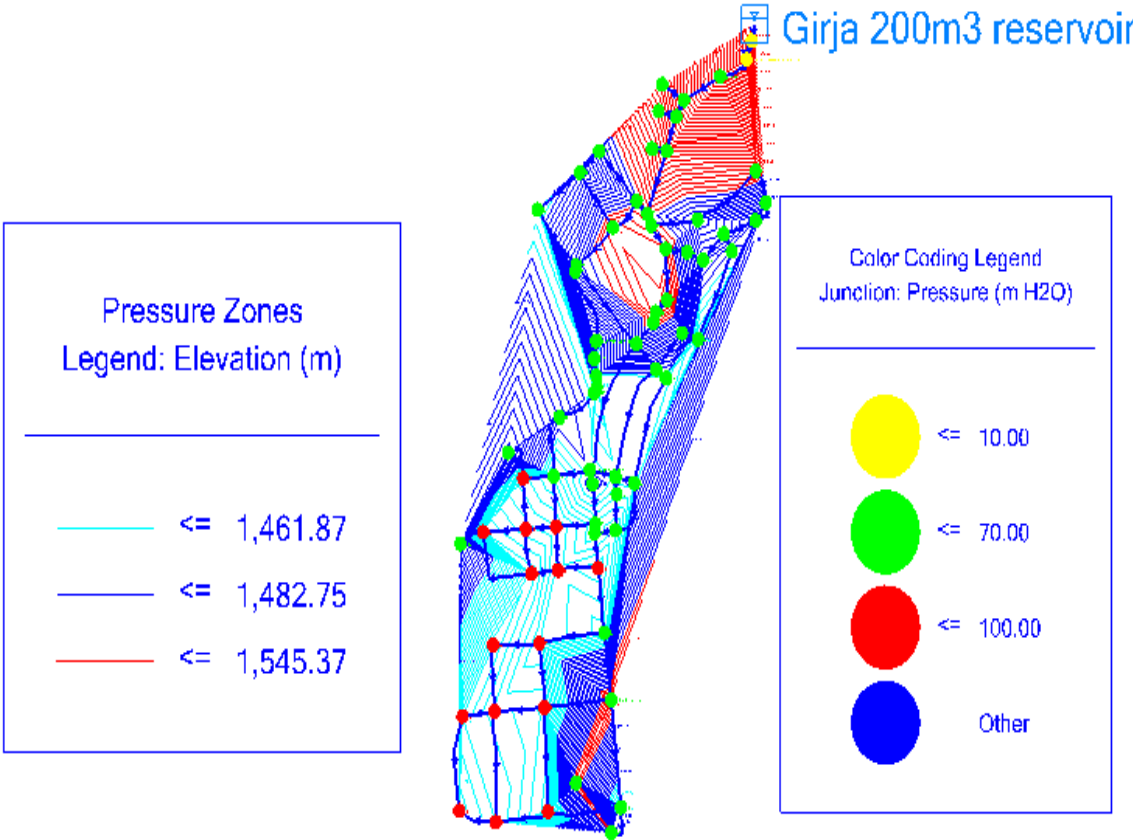 Girja 200m3 reservoir
Pressure Zones
Legend: Elevation (m)
<= 1,461.87
<= 1,482.75
<= 1,545.37
Color Coding Legend
Junction: Pressure (m H2O)
<= 10.00
<= 70.00
<= 100.00
Other